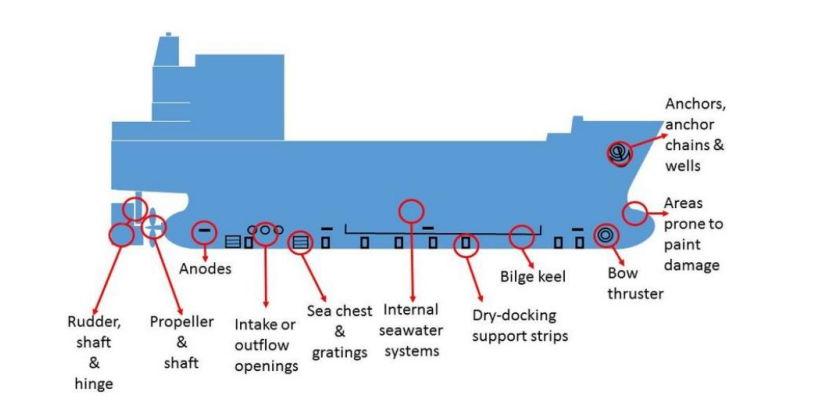 Anchors,
anchor
chains &
wells
Areas
prone to
paint
damage
Anodes
Bilge keel
Bow
thruster
Rudder,
shaft
&
hinge
Propeller
&
shaft
Intake or
outflow
openings
Sea chest
&
gratings
Internal
seawater
systems
Dry-docking
support strips